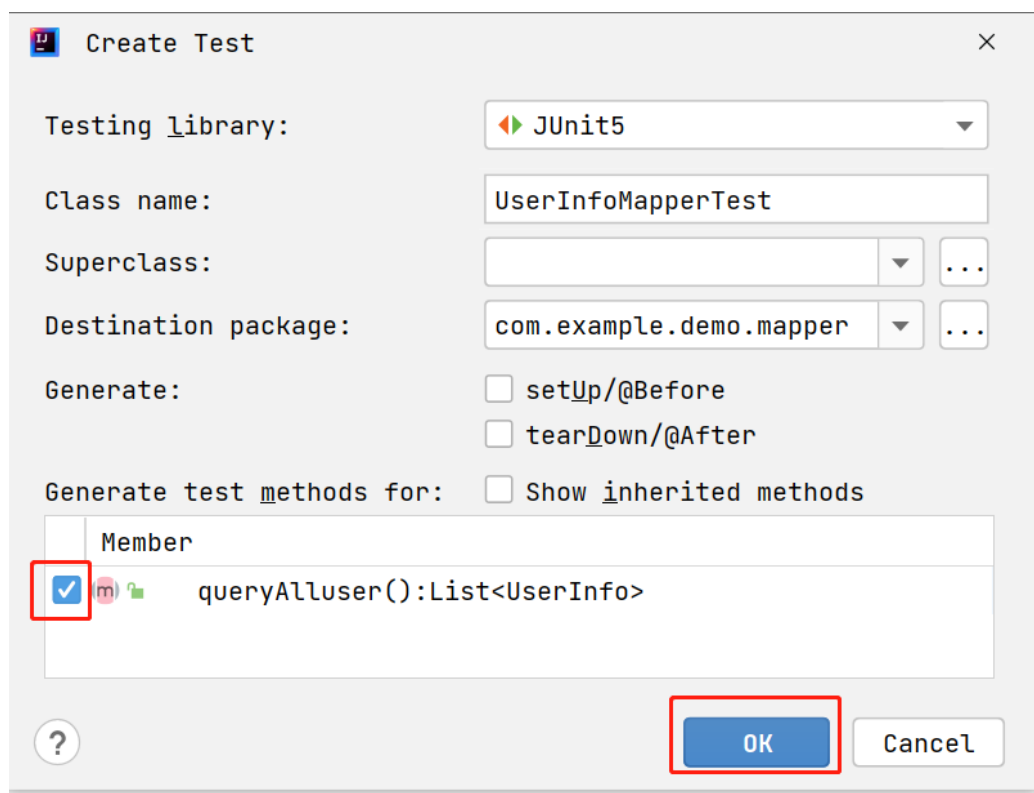 Create Test
Testing library: JUnit5
Class name: UserInfoMapperTest
Superclass: ...
Destination package: com.example.demo.mapper ...
Generate: setUp/@Before
tearDown/@After
Generate test methods for: Show inherited methods
Member
m queryAlluser():List<UserInfo>
? OK Cancel